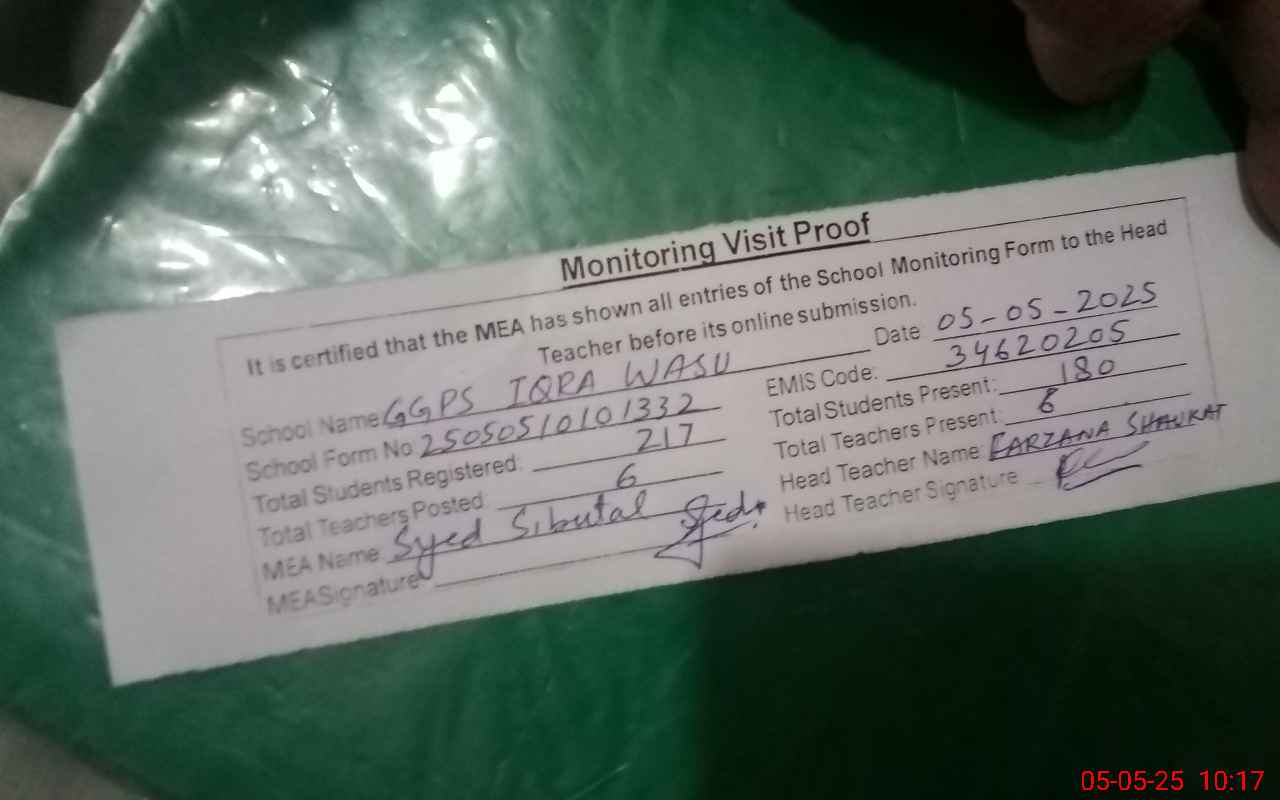 Monitoring Visit Proof
It is certified that the MEA has shown all entries of the School Monitoring Form to the Head
Teacher before its online submission.
School Name GGPS IQRA WASU Date 05-05-2025
School Form No 25050510101332 EMIS Code: 34620205
Total Students Registered: 217 Total Students Present: 180
Total Teachers Posted 6 Total Teachers Present:
MEA Name: Syed Sibutal Head Teacher Name FARZANA SHAUKAT
MEA Signature Head Teacher Signature
05-05-25 10:17